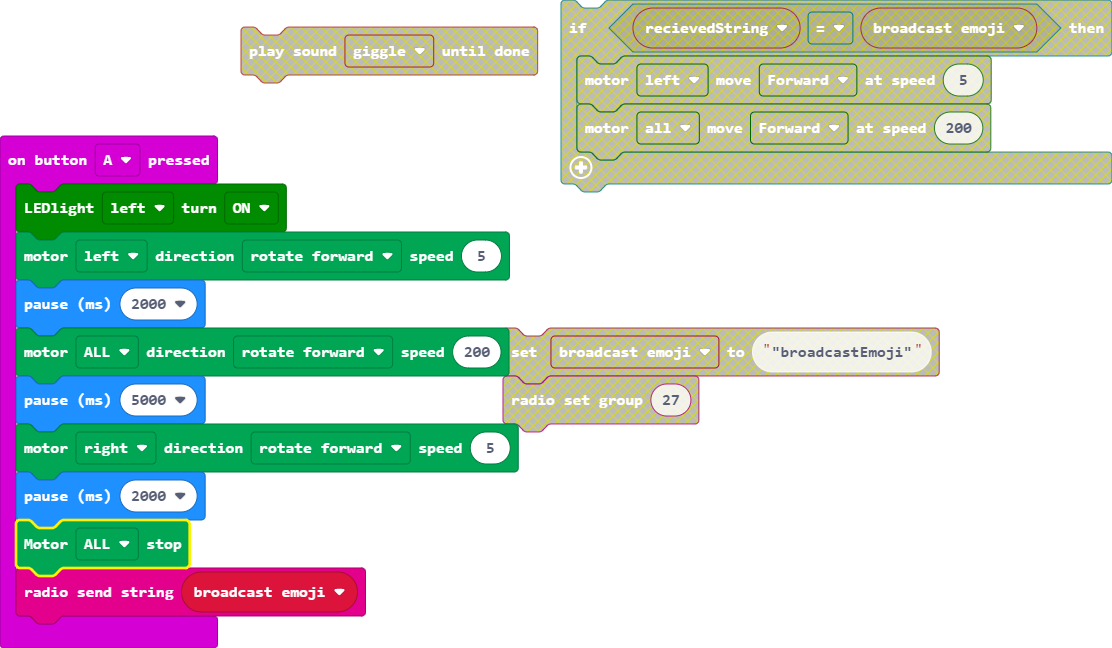 play sound giggle until done
if recievedString = broadcast emoji then
motor left move Forward at speed 5
motor all move Forward at speed 200
on button A pressed
LEDlight left turn ON
motor left direction rotate forward speed 5
pause (ms) 2000
motor ALL direction rotate forward speed 200
set broadcast emoji to ""broadcastEmoji""
pause (ms) 5000
radio set group 27
motor right direction rotate forward speed 5
pause (ms) 2000
Motor ALL stop
radio send string broadcast emoji